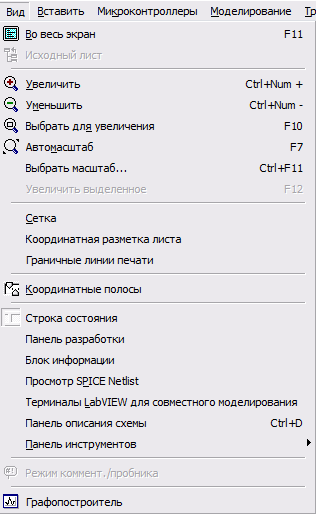 Вид Вставить Микроконтроллеры Моделирование Тр
Во весь экран F11
Исходный лист
Увеличить Ctrl+Num +
Уменьшить Ctrl+Num -
Выбрать для увеличения F10
Автомасштаб F7
Выбрать масштаб... Ctrl+F11
Увеличить выделенное F12
Сетка
Координатная разметка листа
Граничные линии печати
Координатные полосы
Строка состояния
Панель разработки
Блок информации
Просмотр SPICE Netlist
Терминалы LabVIEW для совместного моделирования
Панель описания схемы Ctrl+D
Панель инструментов
Режим коммент./пробника
Графопостроитель